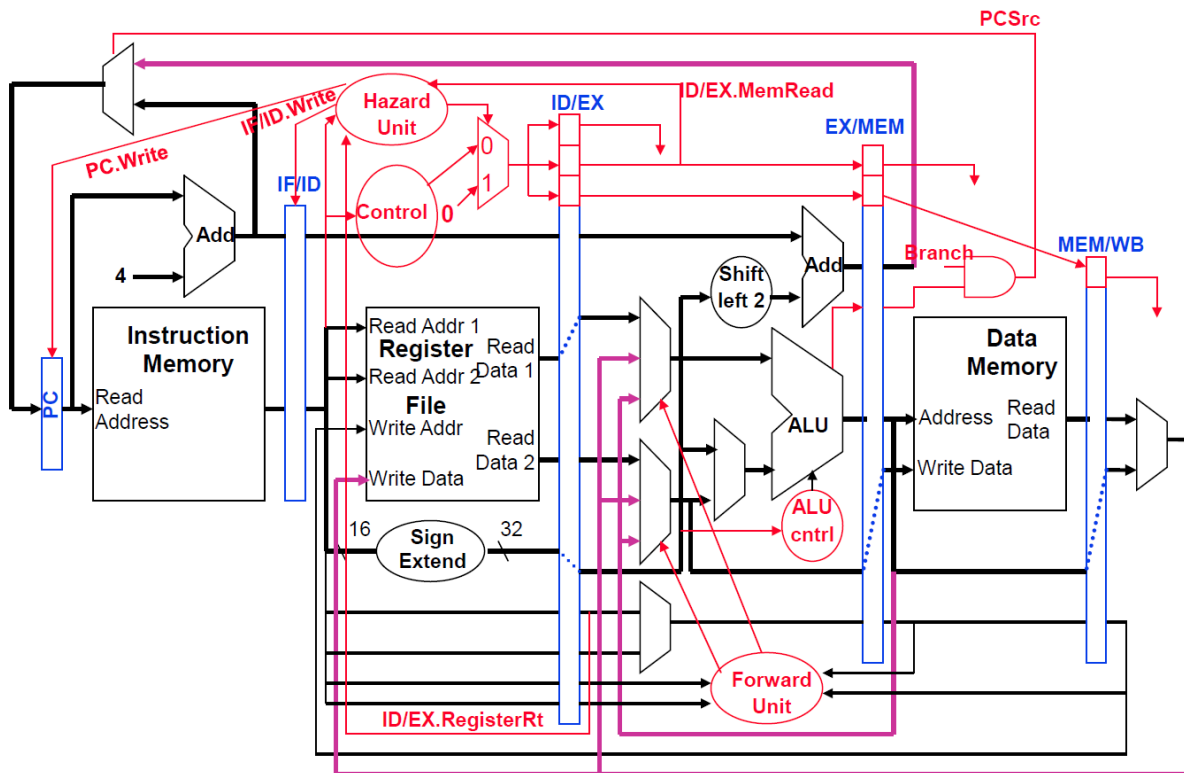 PCSrc
ID/EX.MemRead
Hazard
Unit
IF/ID.Write
PC.Write
ID/EX
EX/MEM
IF/ID
0
1
0
Control
Add
4
Add
Branch
MEM/WB
Shift
left 2
Instruction
Memory
Read
Address
PC
Read Addr 1
Register
Read
Data 1
Read Addr 2
File
Write Addr
Read
Data 2
Write Data
ALU
ALU
cntrl
Data
Memory
Address
Read
Data
Write Data
16
Sign
Extend
32
Forward
Unit
ID/EX.RegisterRt